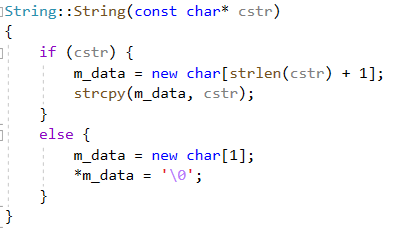 String::String(const char* cstr)
{
    if (cstr) {
        m_data = new char[strlen(cstr) + 1];
        strcpy(m_data, cstr);
    }
    else {
        m_data = new char[1];
        *m_data = '\0';
    }
}